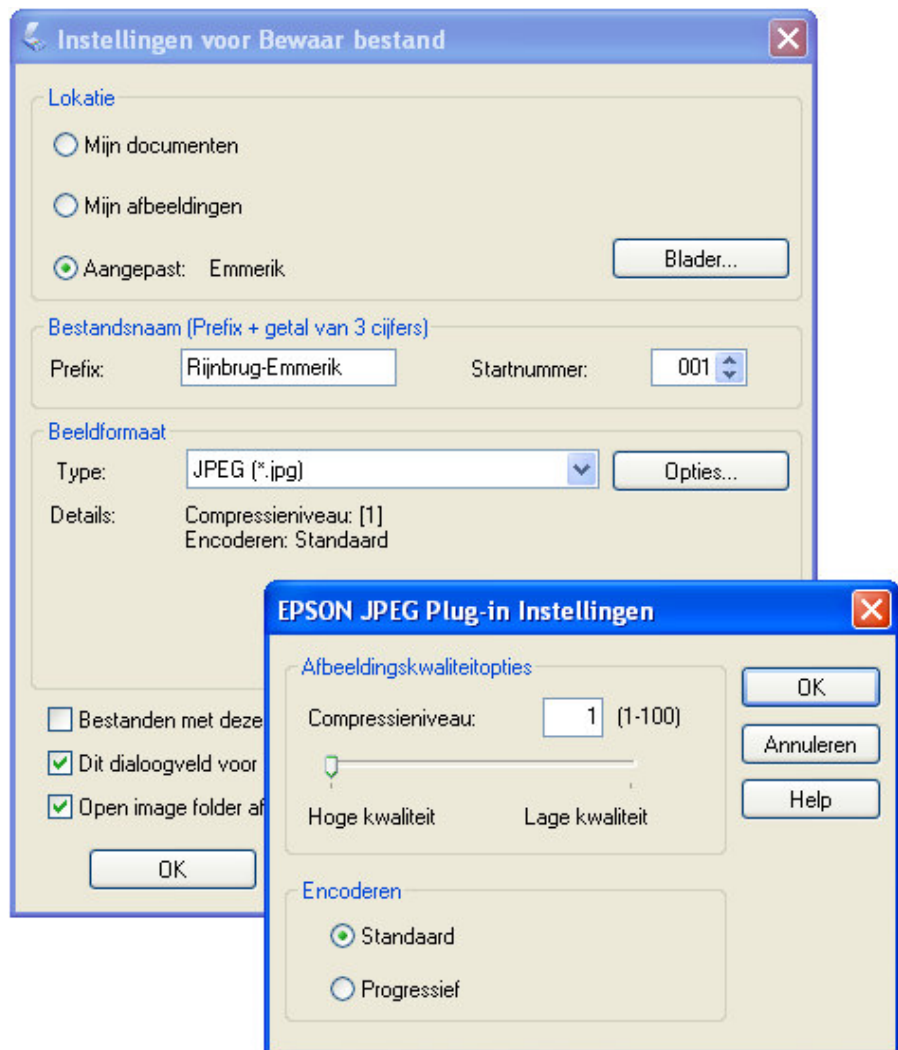 Instellingen voor Bewaar bestand
Lokatie
Mijn documenten
Mijn afbeeldingen
Aangepast: Emmerik Blader...
Bestandsnaam (Prefix + getal van 3 cijfers)
Prefix: Rijnbrug-Emmerik Startnummer: 001
Beeldformaat
Type: JPEG (*.jpg) Opties...
Details: Compressieniveau: [1]
Encoderen: Standaard
Bestanden met deze
Dit dialoogveld voor
Open image folder af
OK
EPSON JPEG Plug-in Instellingen
Afbeeldingskwaliteitopties
Compressieniveau: 1 (1-100)
Hoge kwaliteit Lage kwaliteit
OK
Annuleren
Help
Encoderen
Standaard
Progressief